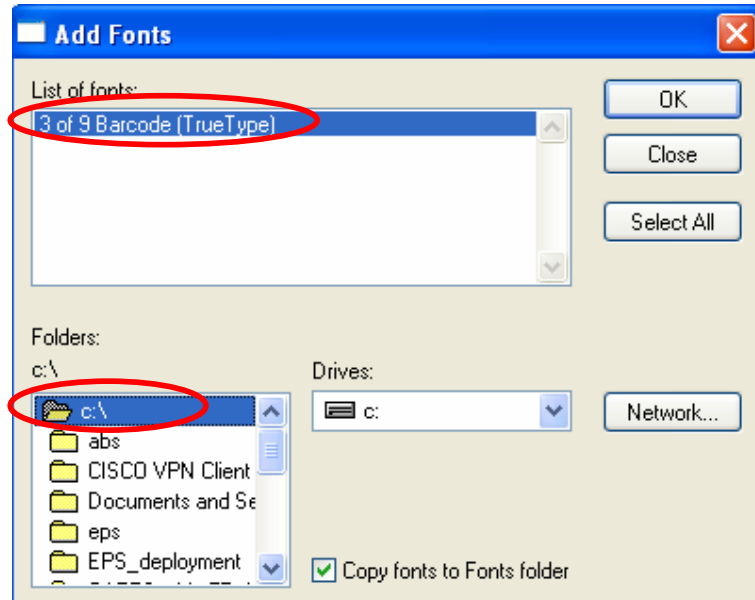 Add Fonts
List of fonts:
3 of 9 Barcode (TrueType)
OK
Close
Select All
Folders:
c:\
Drives:
c:\
c:
Network...
abs
CISCO VPN Client
Documents and Se
eps
EPS_deployment
Copy fonts to Fonts folder